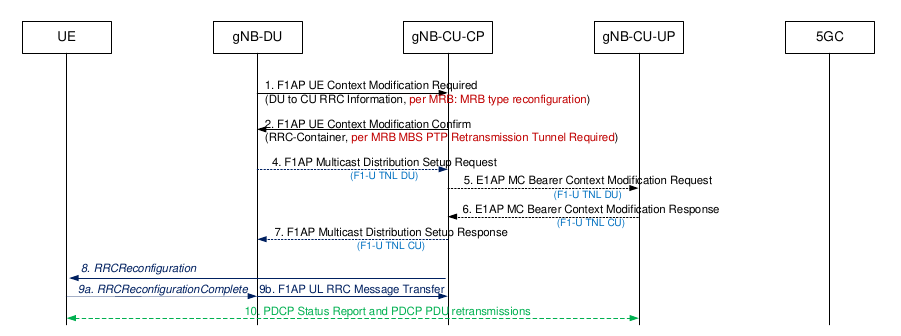 UE
gNB-DU
gNB-CU-CP
gNB-CU-UP
5GC
1. F1AP UE Context Modification Required
(DU to CU RRC Information, per MRB: MRB type reconfiguration)
2. F1AP UE Context Modification Confirm
(RRC-Container, per MRB MBS PTP Retransmission Tunnel Required)
4. F1AP Multicast Distribution Setup Request
(F1-U TNL DU)
5. E1AP MC Bearer Context Modification Request
(F1-U TNL DU)
6. E1AP MC Bearer Context Modification Response
(F1-U TNL CU)
7. F1AP Multicast Distribution Setup Response
(F1-U TNL CU)
8. RRCReconfiguration
9a. RRCReconfigurationComplete
9b. F1AP UL RRC Message Transfer
10. PDCP Status Report and PDCP PDU retransmissions